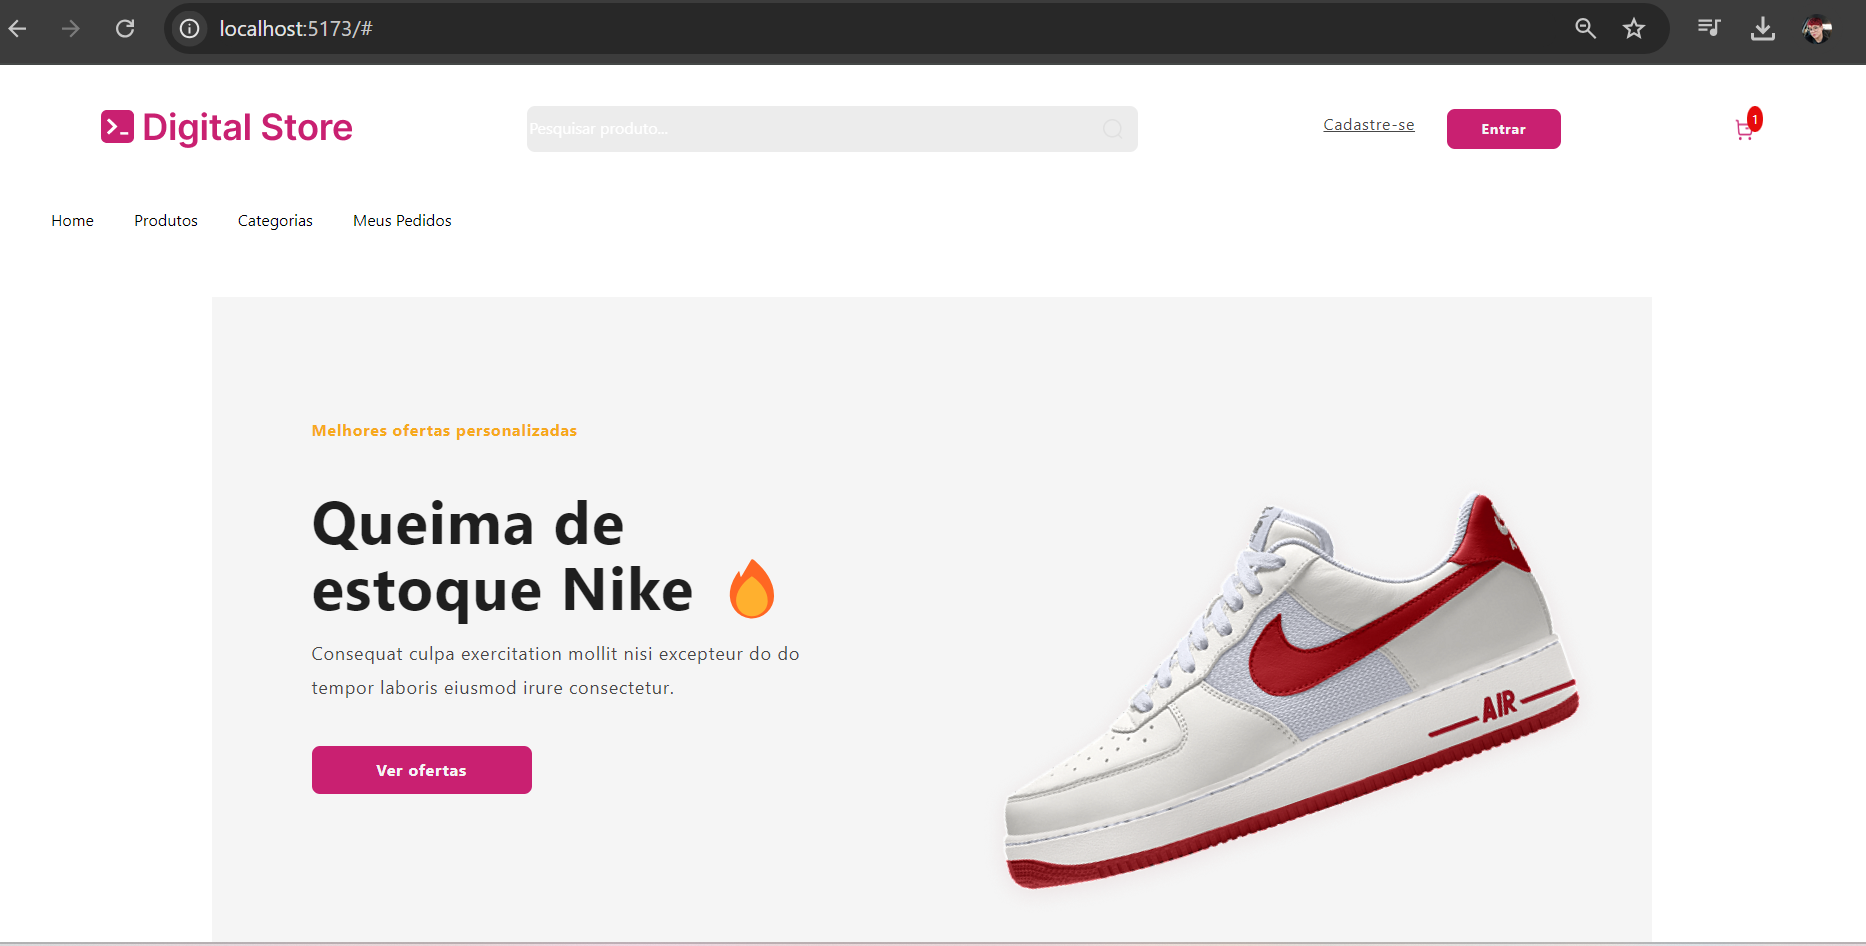 localhost:5173/#
Digital Store
Pesquisar produto...
Cadastre-se
Entrar
1
Home
Produtos
Categorias
Meus Pedidos
Melhores ofertas personalizadas
Queima de
estoque Nike
Consequat culpa exercitation mollit nisi excepteur do do
tempor laboris eiusmod irure consectetur.
Ver ofertas
AIR